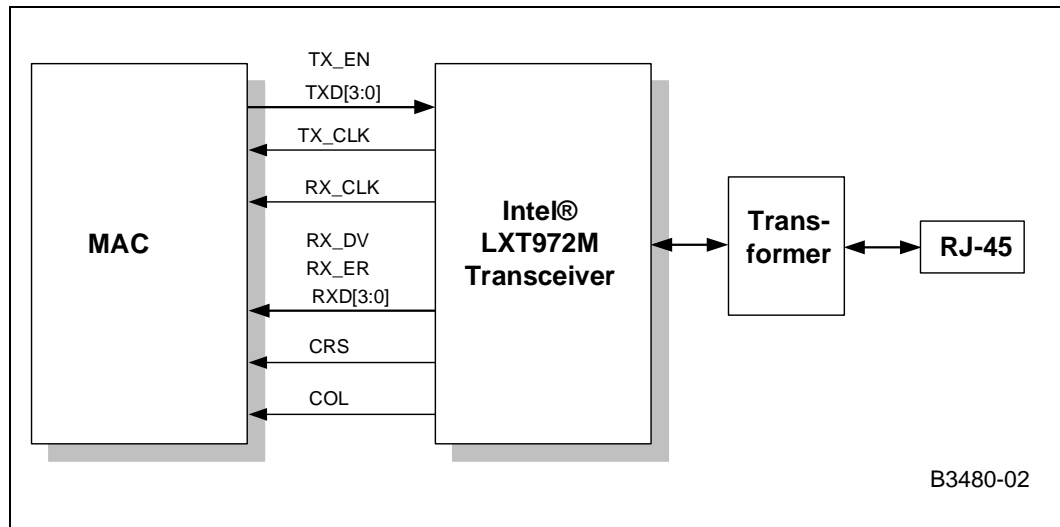 TX_EN
TXD[3:0]
TX_CLK
RX_CLK
RX_DV
RX_ER
RXD[3:0]
CRS
COL
MAC
Intel®
LXT972M
Transceiver
Trans-
former
RJ-45
B3480-02